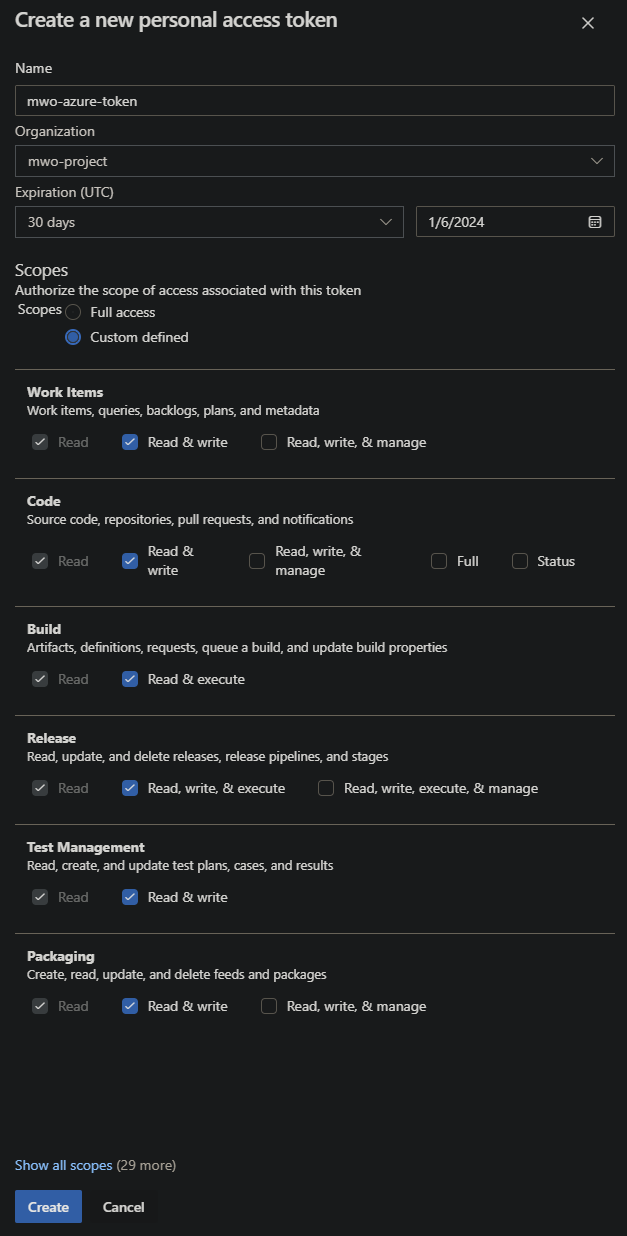 Create a new personal access token
Name
mwo-azure-token
Organization
mwo-project
Expiration (UTC)
30 days 1/6/2024
Scopes
Authorize the scope of access associated with this token
Scopes Full access
Custom defined
Work Items
Work items, queries, backlogs, plans, and metadata
Read Read & write Read, write, & manage
Code
Source code, repositories, pull requests, and notifications
Read Read & write Read, write, & manage Full Status
Build
Artifacts, definitions, requests, queue a build, and update build properties
Read Read & execute
Release
Read, update, and delete releases, release pipelines, and stages
Read Read, write, & execute Read, write, execute, & manage
Test Management
Read, create, and update test plans, cases, and results
Read Read & write
Packaging
Create, read, update, and delete feeds and packages
Read Read & write Read, write, & manage
Show all scopes (29 more)
Create Cancel